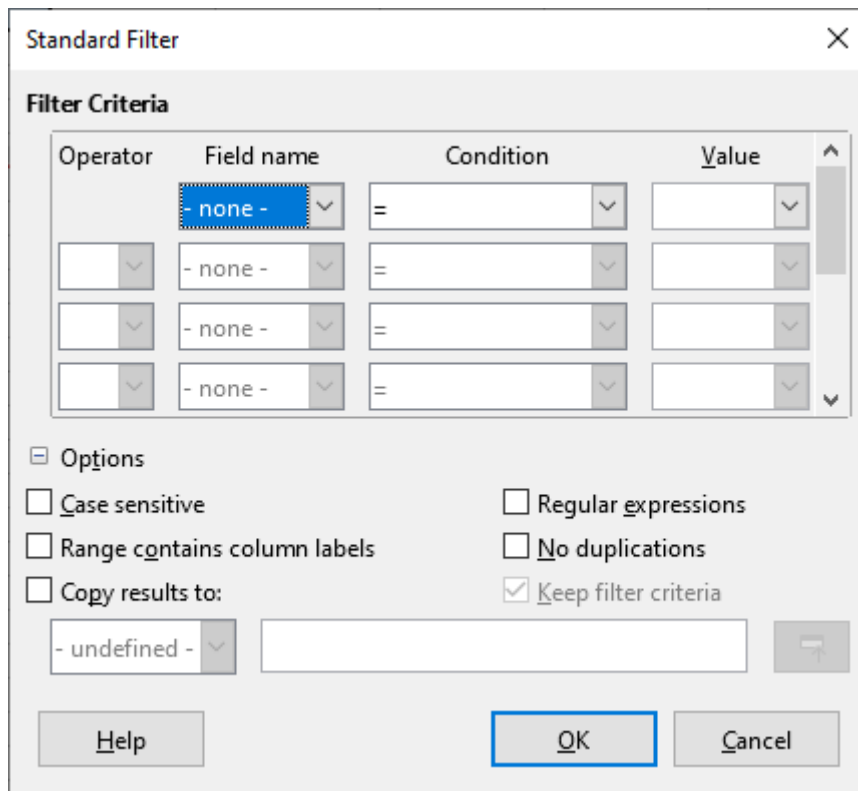 Standard Filter
Filter Criteria
Operator Field name Condition Value
- none - =
- none - =
- none - =
- none - =
Options
Case sensitive Regular expressions
Range contains column labels No duplications
Copy results to: Keep filter criteria
- undefined -
Help OK Cancel